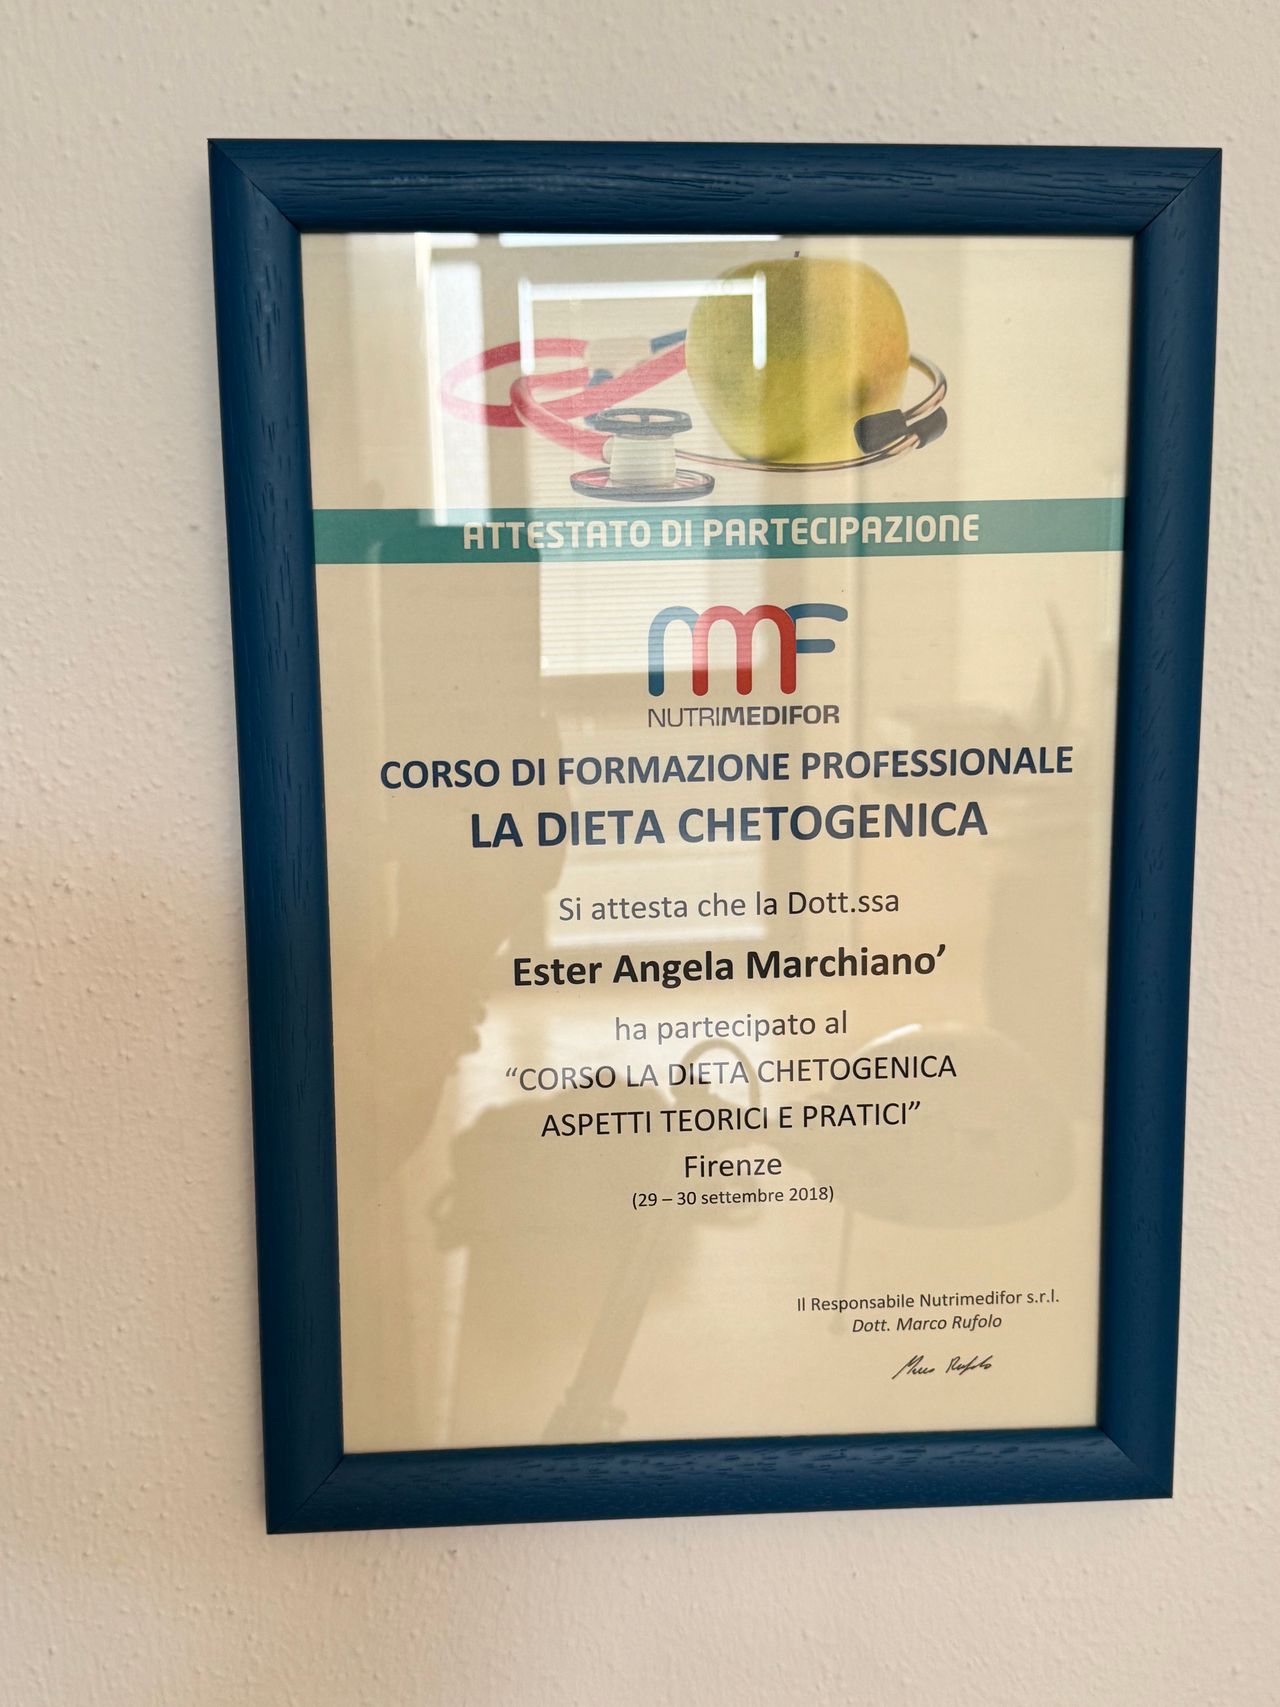 ATTESTATO DI PARTECIPAZIONE
NUTRIMEDIFOR
CORSO DI FORMAZIONE PROFESSIONALE
LA DIETA CHETOGENICA
Si attesta che la Dott.ssa
Ester Angela Marchiano’
ha partecipato al
“CORSO LA DIETA CHETOGENICA
ASPETTI TEORICI E PRATICI”
Firenze
(29 – 30 settembre 2018)
Il Responsabile Nutrimedifor s.r.l.
Dott. Marco Rufolo
Marco Rufolo